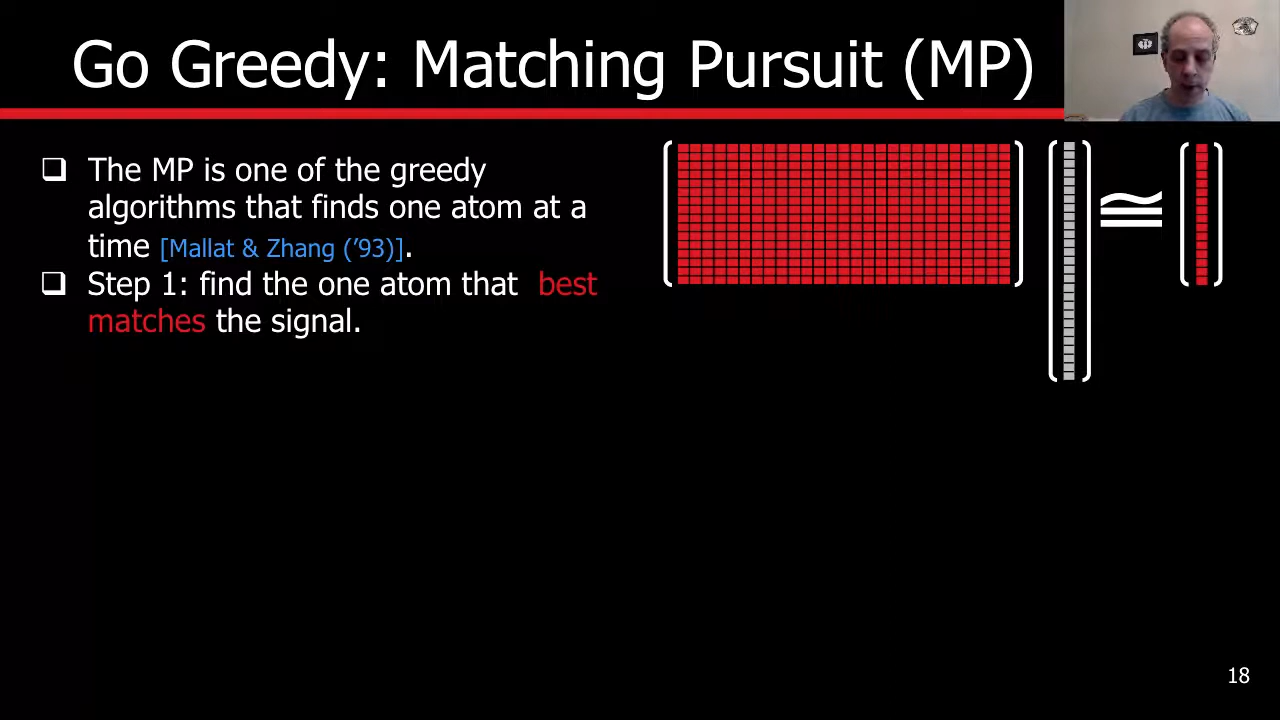 Go Greedy: Matching Pursuit (MP)
❑ The MP is one of the greedy
algorithms that finds one atom at a
time [Mallat & Zhang (’93)].
❑ Step 1: find the one atom that best
matches the signal.
≅
18